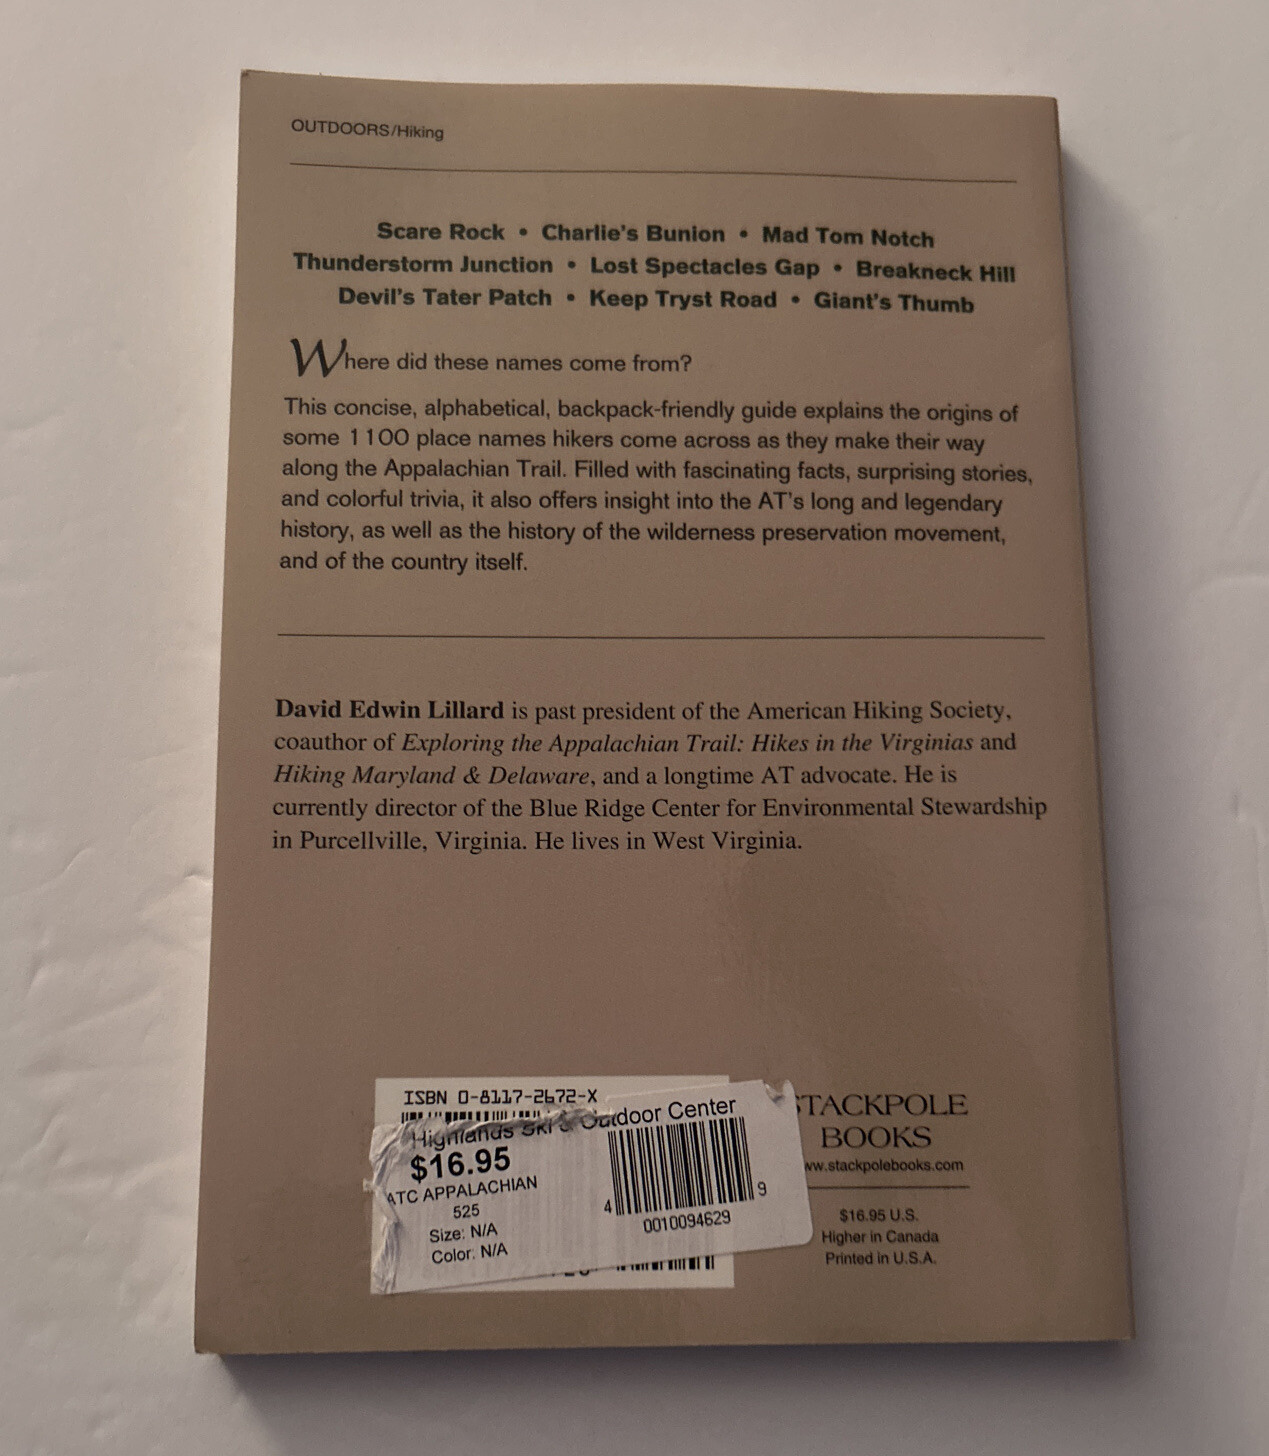 OUTDOORS/Hiking
Scare Rock • Charlie's Bunion • Mad Tom Notch
Thunderstorm Junction • Lost Spectacles Gap • Breakneck Hill
Devil's Tater Patch • Keep Tryst Road • Giant's Thumb
Where did these names come from?
This concise, alphabetical, backpack-friendly guide explains the origins of
some 1100 place names hikers come across as they make their way
along the Appalachian Trail. Filled with fascinating facts, surprising stories,
and colorful trivia, it also offers insight into the AT's long and legendary
history, as well as the history of the wilderness preservation movement,
and of the country itself.
David Edwin Lillard is past president of the American Hiking Society,
coauthor of Exploring the Appalachian Trail: Hikes in the Virginias and
Hiking Maryland & Delaware, and a longtime AT advocate. He is
currently director of the Blue Ridge Center for Environmental Stewardship
in Purcellville, Virginia. He lives in West Virginia.
ISBN 0-8117-2672-X
Highlands Ski & Outdoor Center
$16.95
ATC APPALACHIAN
525
Size: N/A
Color: N/A
4 9
0010094629
STACKPOLE
BOOKS
www.stackpolebooks.com
$16.95 U.S.
Higher in Canada
Printed in U.S.A.